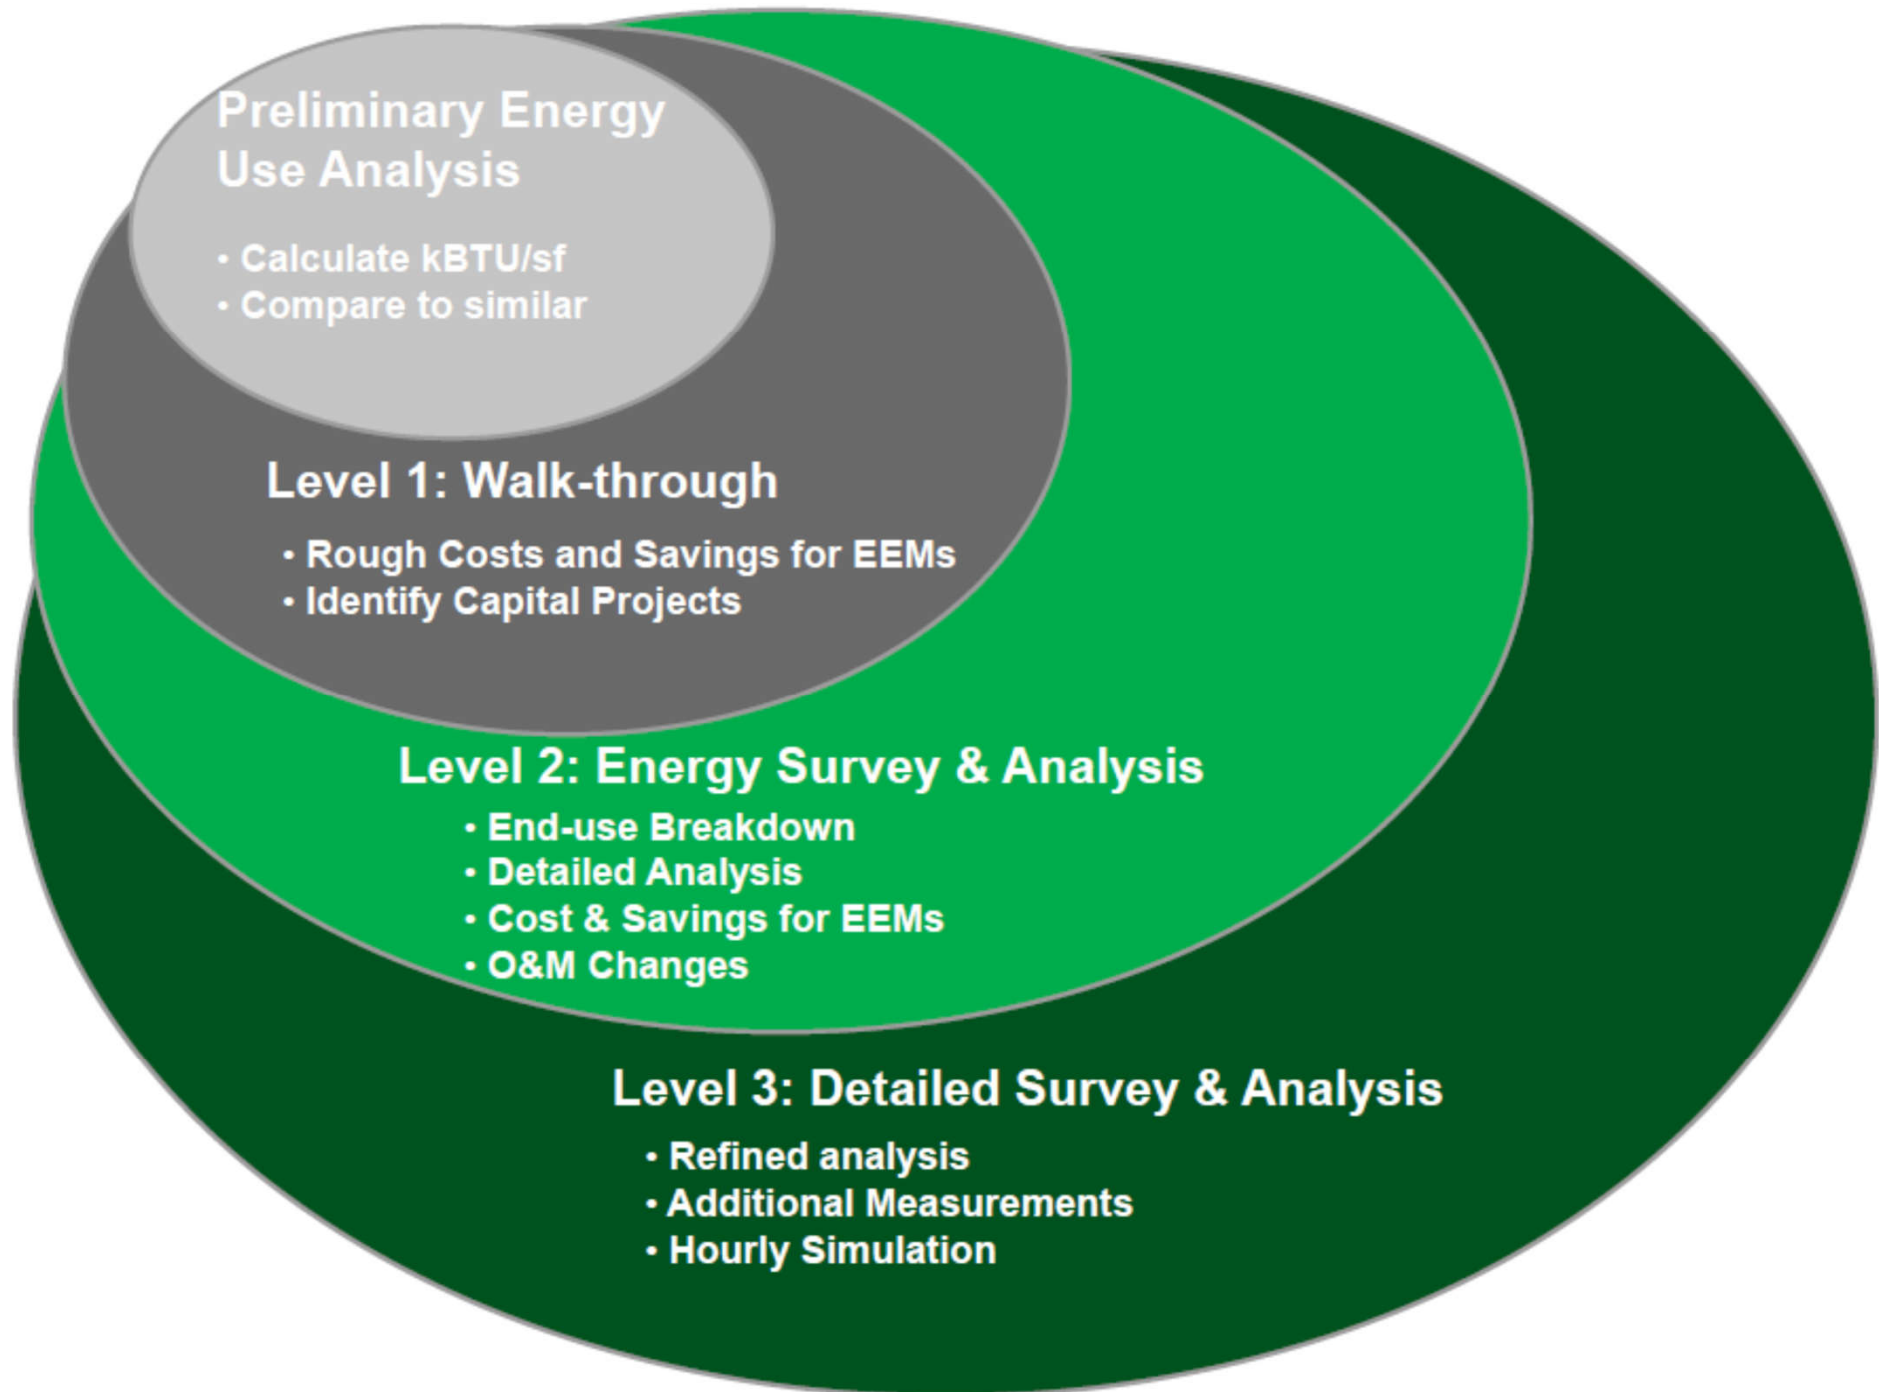 Preliminary Energy
Use Analysis
• Calculate kBTU/sf
• Compare to similar
Level 1: Walk-through
• Rough Costs and Savings for EEMs
• Identify Capital Projects
Level 2: Energy Survey & Analysis
• End-use Breakdown
• Detailed Analysis
• Cost & Savings for EEMs
• O&M Changes
Level 3: Detailed Survey & Analysis
• Refined analysis
• Additional Measurements
• Hourly Simulation